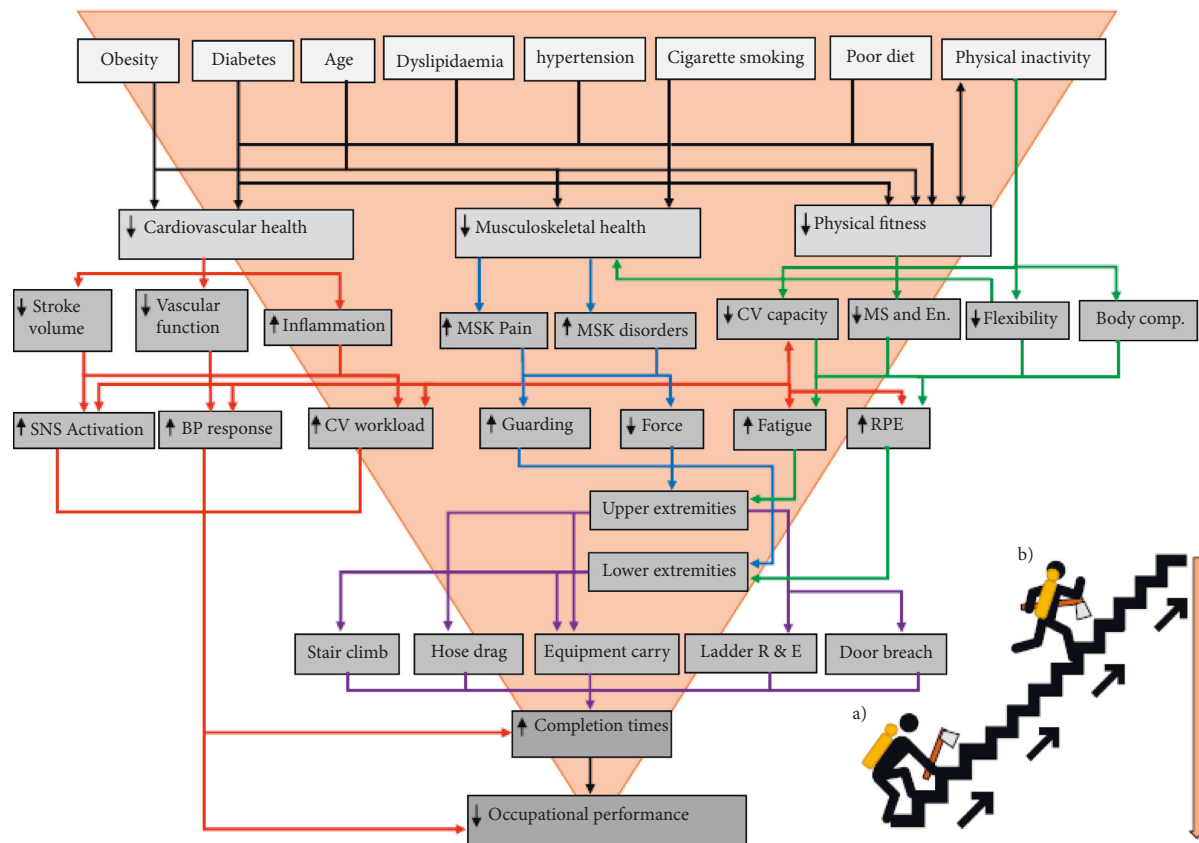 Obesity
Diabetes
Age
Dyslipidaemia
hypertension
Cigarette smoking
Poor diet
Physical inactivity
Cardiovascular health
Musculoskeletal health
Physical fitness
Stroke
volume
Vascular
function
Inflammation
MSK Pain
MSK disorders
CV capacity
MS and En.
Flexibility
Body comp.
SNS Activation
BP response
CV workload
Guarding
Force
Fatigue
RPE
Upper extremities
Lower extremities
Stair climb
Hose drag
Equipment carry
Ladder R & E
Door breach
Completion times
Occupational performance
b)
a)